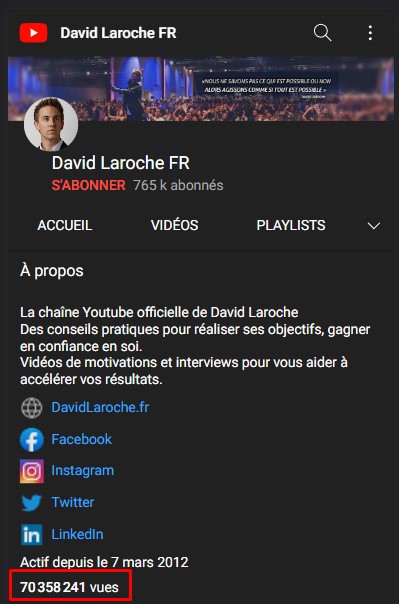 David Laroche FR
«NOUS NE SAVONS PAS CE QUI EST POSSIBLE OU NON
ALORS AGISSONS COMME SI TOUT EST POSSIBLE »
David Laroche FR
S'ABONNER 765 k abonnés
ACCUEIL VIDÉOS PLAYLISTS
À propos
La chaîne Youtube officielle de David Laroche
Des conseils pratiques pour réaliser ses objectifs, gagner
en confiance en soi.
Vidéos de motivations et interviews pour vous aider à
accélérer vos résultats.
DavidLaroche.fr
Facebook
Instagram
Twitter
LinkedIn
Actif depuis le 7 mars 2012
70 358 241 vues